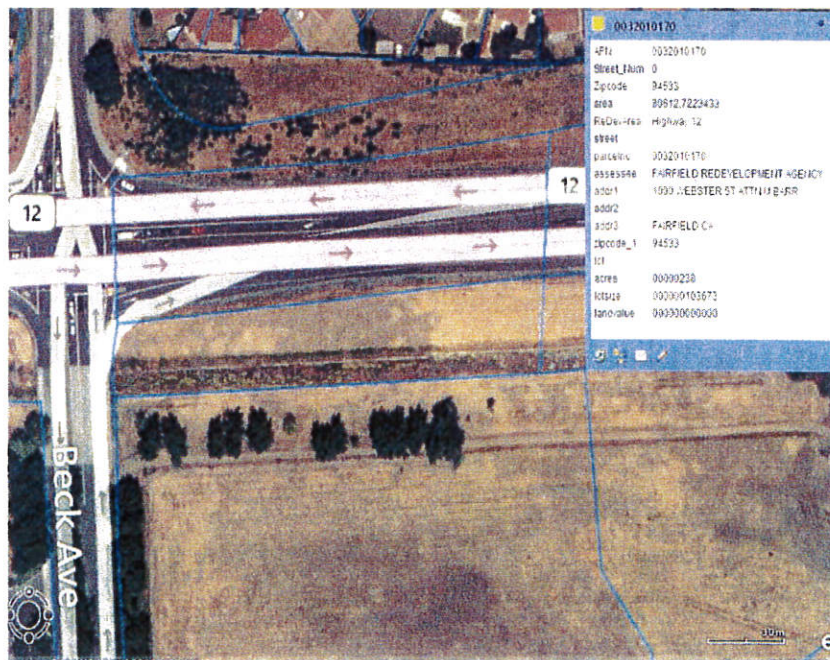 0032010170
APN 0032010170
Street_Num 0
Zipcode 94533
area 80612.7223433
ReDevArea Highway 12
street
parcelno 0032010170
assessee FAIRFIELD REDEVELOPMENT AGENCY
addr1 1000 WEBSTER ST ATTN M BARR
addr2
addr3 FAIRFIELD CA
zipcode_1 94533
lot
acres 00000238
lotsize 000000103673
landvalue 000000000000
12
12
Beck Ave
30m